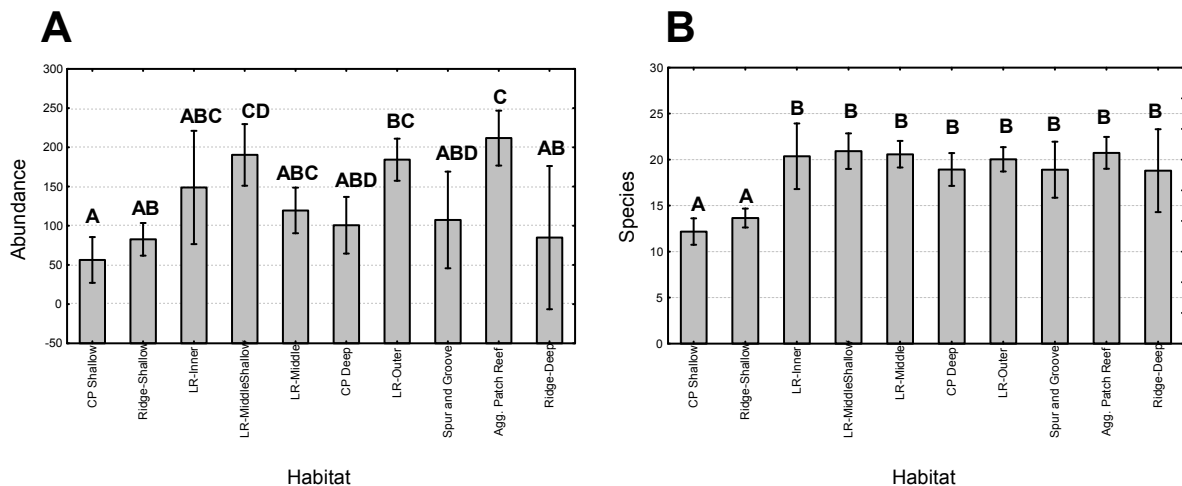 A
Abundance
300
250
200
150
100
50
0
-50
A
AB
ABC
CD
ABC
ABD
BC
ABD
C
AB
CP Shallow
Ridge-Shallow
LR-Inner
LR-MiddleShallow
LR-Middle
CP Deep
LR-Outer
Spur and Groove
Agg. Patch Reef
Ridge-Deep
Habitat
B
Species
30
25
20
15
10
5
0
A
A
B
B
B
B
B
B
B
B
CP Shallow
Ridge-Shallow
LR-Inner
LR-MiddleShallow
LR-Middle
CP Deep
LR-Outer
Spur and Groove
Agg. Patch Reef
Ridge-Deep
Habitat